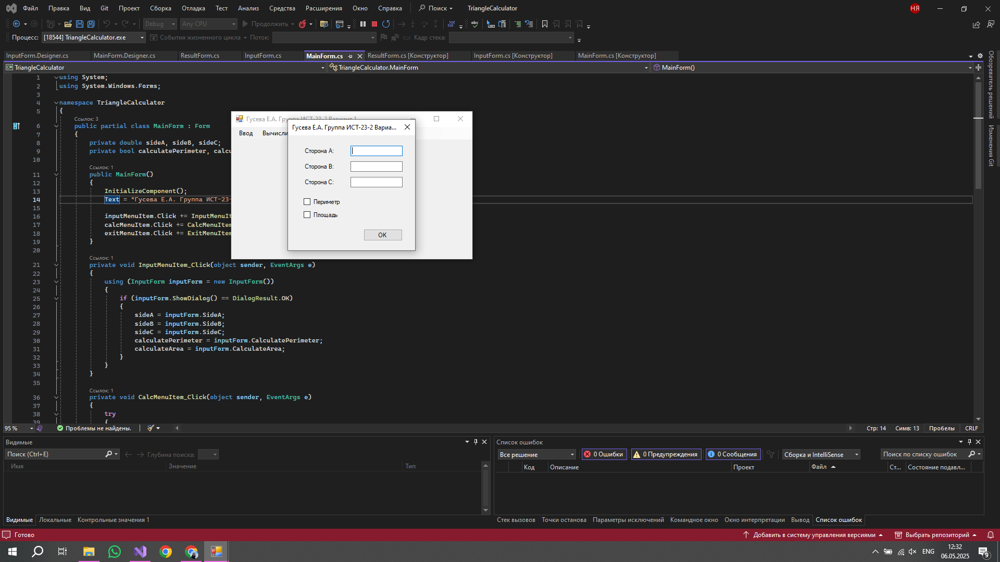 Файл Правка Вид Git Проект Сборка Отладка Тест Анализ Средства Расширения Окно Справка Поиск TriangleCalculator НЯ
Debug Any CPU Продолжить
Процесс: [18544] TriangleCalculator.exe События жизненного цикла Поток: Кадр стека:
InputForm.Designer.cs MainForm.Designer.cs ResultForm.cs InputForm.cs MainForm.cs ResultForm.cs [Конструктор] InputForm.cs [Конструктор] MainForm.cs [Конструктор]
C# TriangleCalculator TriangleCalculator.MainForm MainForm()
Обозреватель решений
Изменения Git
1 using System;
2 using System.Windows.Forms;
3
4 namespace TriangleCalculator
5 {
Ссылок: 3
6 public partial class MainForm : Form
7 {
8 private double sideA, sideB, sideC;
9 private bool calculatePerimeter, calcu
10
Ссылок: 1
11 public MainForm()
12 {
13 InitializeComponent();
14 Text = "Гусева Е.А. Группа ИСТ-23-
15
16 inputMenuItem.Click += InputMenuIt
17 calcMenuItem.Click += CalcMenuItem
18 exitMenuItem.Click += ExitMenuItem
19 }
20
Ссылок: 1
21 private void InputMenuItem_Click(object sender, EventArgs e)
22 {
23 using (InputForm inputForm = new InputForm())
24 {
25 if (inputForm.ShowDialog() == DialogResult.OK)
26 {
27 sideA = inputForm.SideA;
28 sideB = inputForm.SideB;
29 sideC = inputForm.SideC;
30 calculatePerimeter = inputForm.CalculatePerimeter;
31 calculateArea = inputForm.CalculateArea;
32 }
33 }
34 }
35
Ссылок: 1
36 private void CalcMenuItem_Click(object sender, EventArgs e)
37 {
38 try
39 {
Гусева Е.А. Группа ИСТ-23-2 Вариант 1
Ввод Вычисли
Гусева Е.А. Группа ИСТ-23-2 Вариа...
Сторона A:
Сторона B:
Сторона C:
Периметр
Площадь
OK
95 % Проблемы не найдены. Стр: 14 Симв: 13 Пробелы CRLF
Видимые
Поиск (Ctrl+E) Глубина поиска:
Имя Значение Тип
Видимые Локальные Контрольные значения 1
Список ошибок
Все решение 0 Ошибки 0 Предупреждения 0 Сообщения Сборка и IntelliSense Поиск по списку ошибок
Код Описание Проект Файл Ст... Состояние подавл...
Стек вызовов Точки останова Параметры исключений Командное окно Окно интерпретации Вывод Список ошибок
Готово Добавить в систему управления версиями Выбрать репозиторий
ENG 12:32
06.05.2025 9